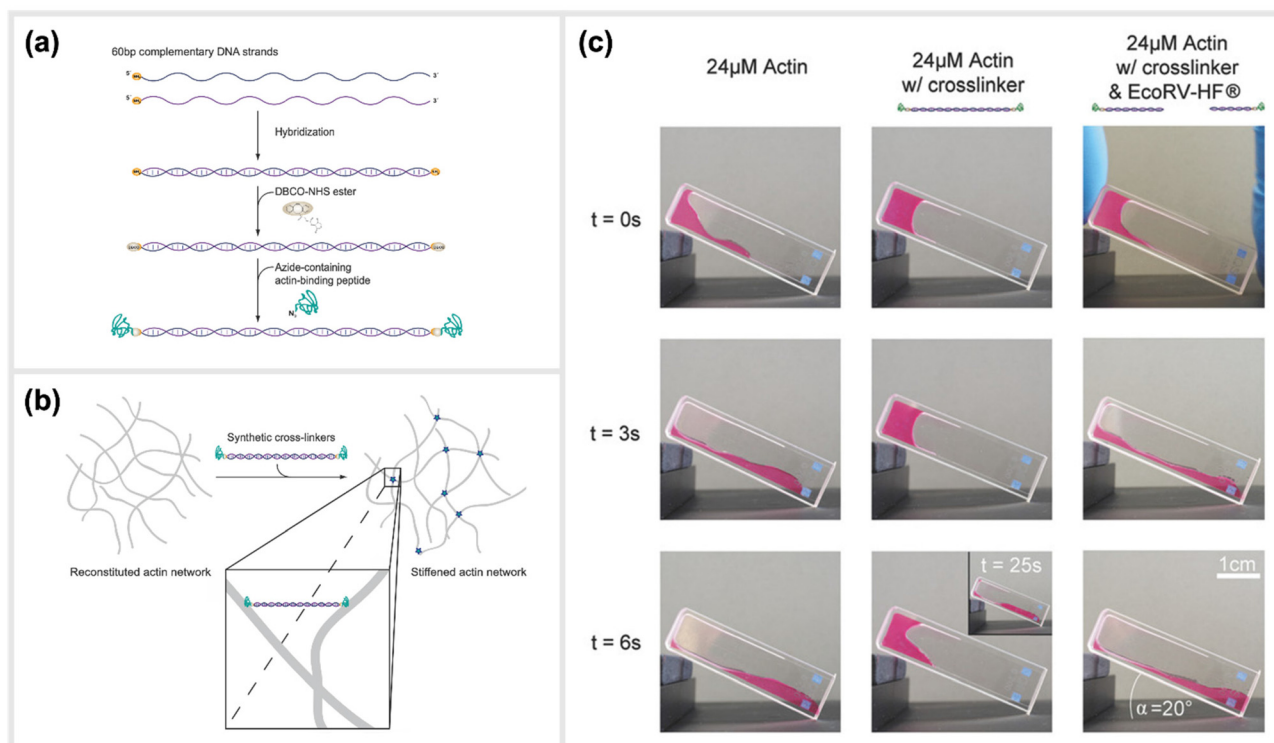 (a)
60bp complementary DNA strands
5´
3´
5´
3´
Hybridization
DBCO-NHS ester
Azide-containing
actin-binding peptide
N₃
(b)
Synthetic cross-linkers
Reconstituted actin network
Stiffened actin network
(c)
24µM Actin
24µM Actin
w/ crosslinker
24µM Actin
w/ crosslinker
& EcoRV-HF®
t = 0s
t = 3s
t = 6s
t = 25s
1cm
α=20°